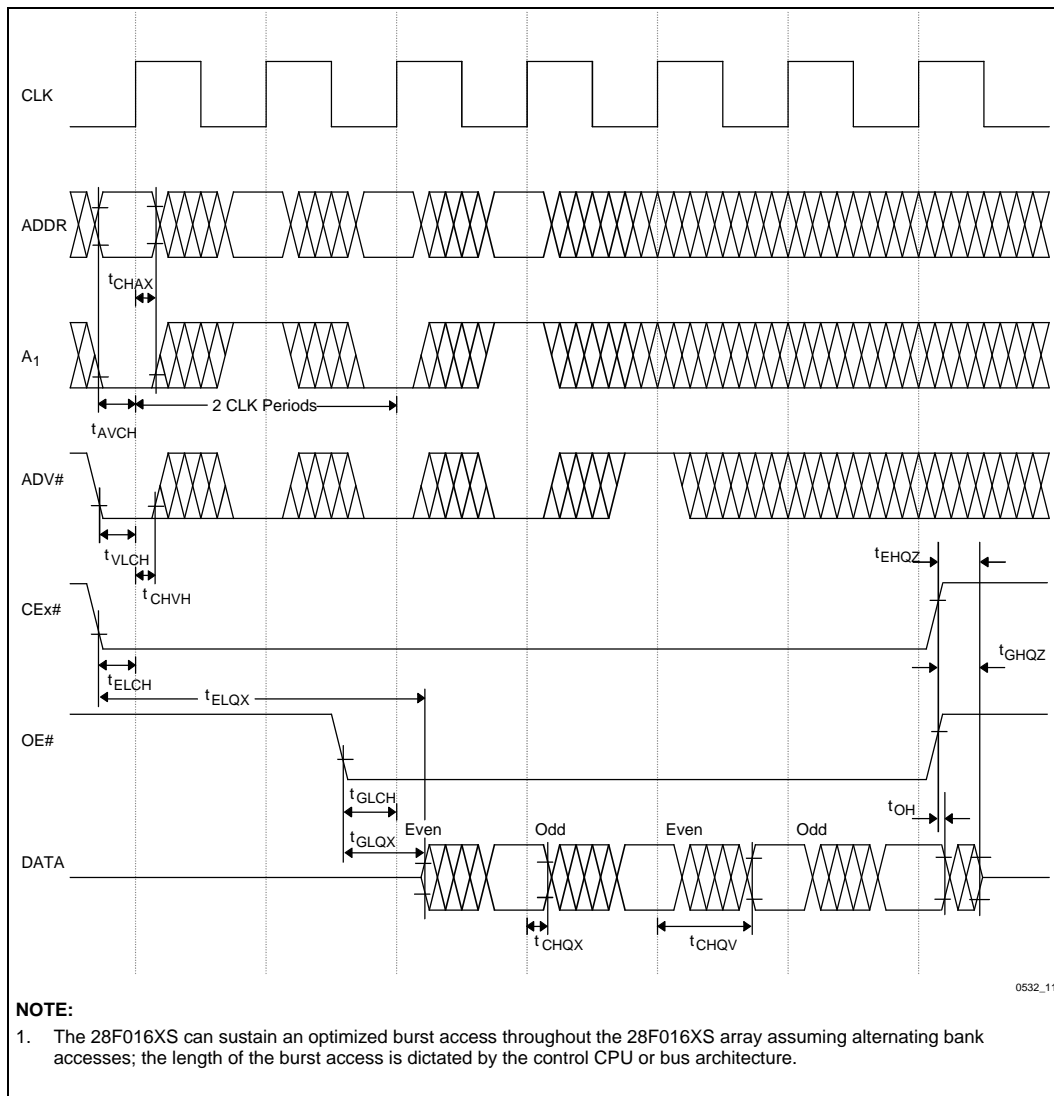 CLK
ADDR
tCHAX
A1
2 CLK Periods
tAVCH
ADV#
tVLCH
tEHQZ
tCHVH
CEx#
tGHQZ
tELCH
tELQX
OE#
tGLCH
tOH
tGLQX
Even
Odd
Even
Odd
DATA
tCHQX
tCHQV
0532_11
NOTE:
1. The 28F016XS can sustain an optimized burst access throughout the 28F016XS array assuming alternating bank
accesses; the length of the burst access is dictated by the control CPU or bus architecture.